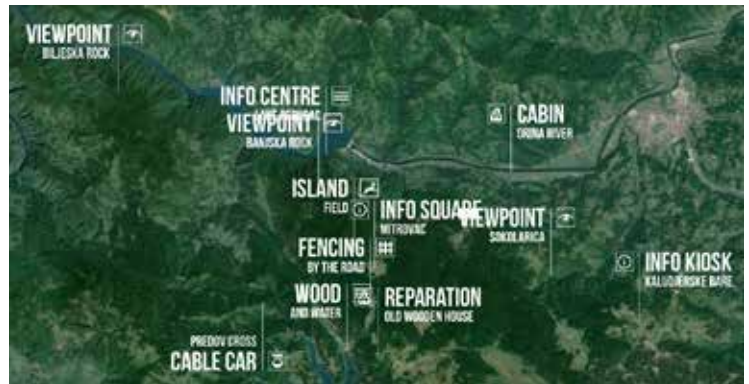 VIEWPOINT
BILJESKA ROCK
INFO CENTRE
VIEWPOINT
BANJSKA ROCK
CABIN
DRINA RIVER
ISLAND
FIELD
INFO SQUARE
MITROVAC
VIEWPOINT
SOKOLARICA
FENCING
BY THE ROAD
INFO KIOSK
KALUDJERSKE BARE
WOOD
AND WATER
REPARATION
OLD WOODEN HOUSE
PREDOV CROSS
CABLE CAR